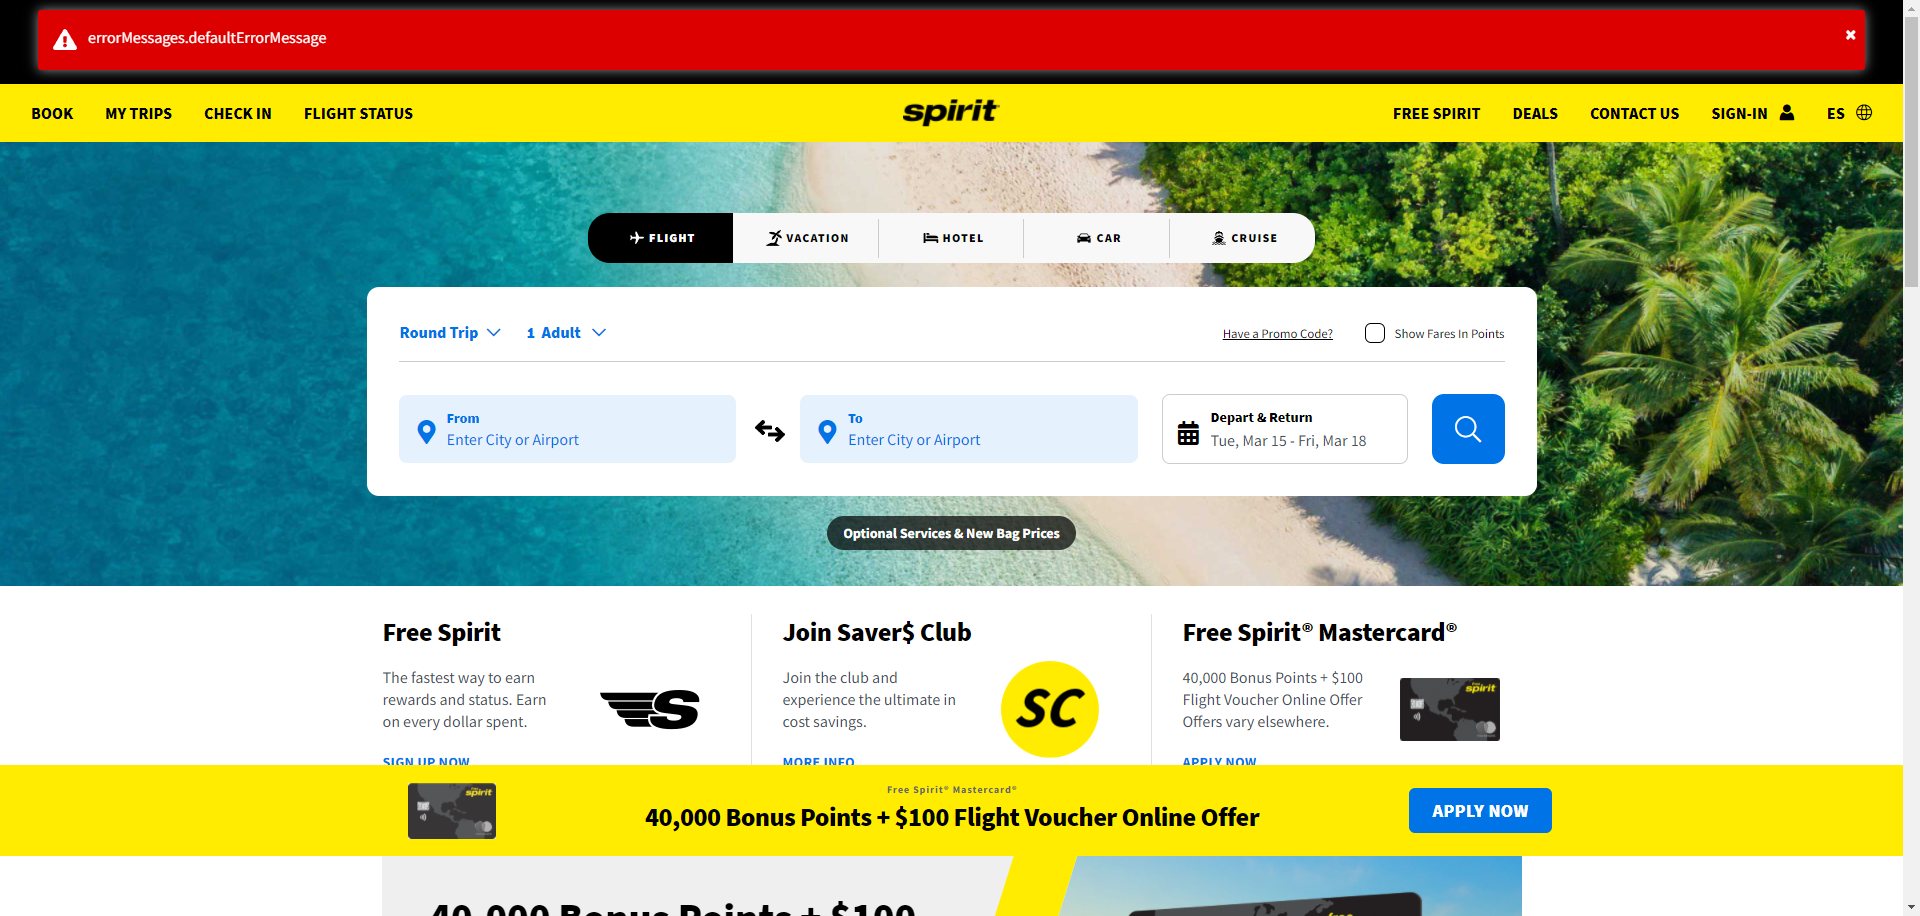 errorMessages.defaultErrorMessage
BOOK MY TRIPS CHECK IN FLIGHT STATUS spirit FREE SPIRIT DEALS CONTACT US SIGN-IN ES
FLIGHT VACATION HOTEL CAR CRUISE
Round Trip 1 Adult Have a Promo Code? Show Fares In Points
From To Depart & Return
Enter City or Airport Enter City or Airport Tue, Mar 15 - Fri, Mar 18
Optional Services & New Bag Prices
Free Spirit
The fastest way to earn
rewards and status. Earn
on every dollar spent.
SIGN UP NOW
Join Saver$ Club
Join the club and
experience the ultimate in
cost savings.
SC
MORE INFO
Free Spirit® Mastercard®
40,000 Bonus Points + $100
Flight Voucher Online Offer
Offers vary elsewhere.
spirit
APPLY NOW
spirit
Free Spirit® Mastercard®
40,000 Bonus Points + $100 Flight Voucher Online Offer
APPLY NOW
40,000 Bonus Points + $100